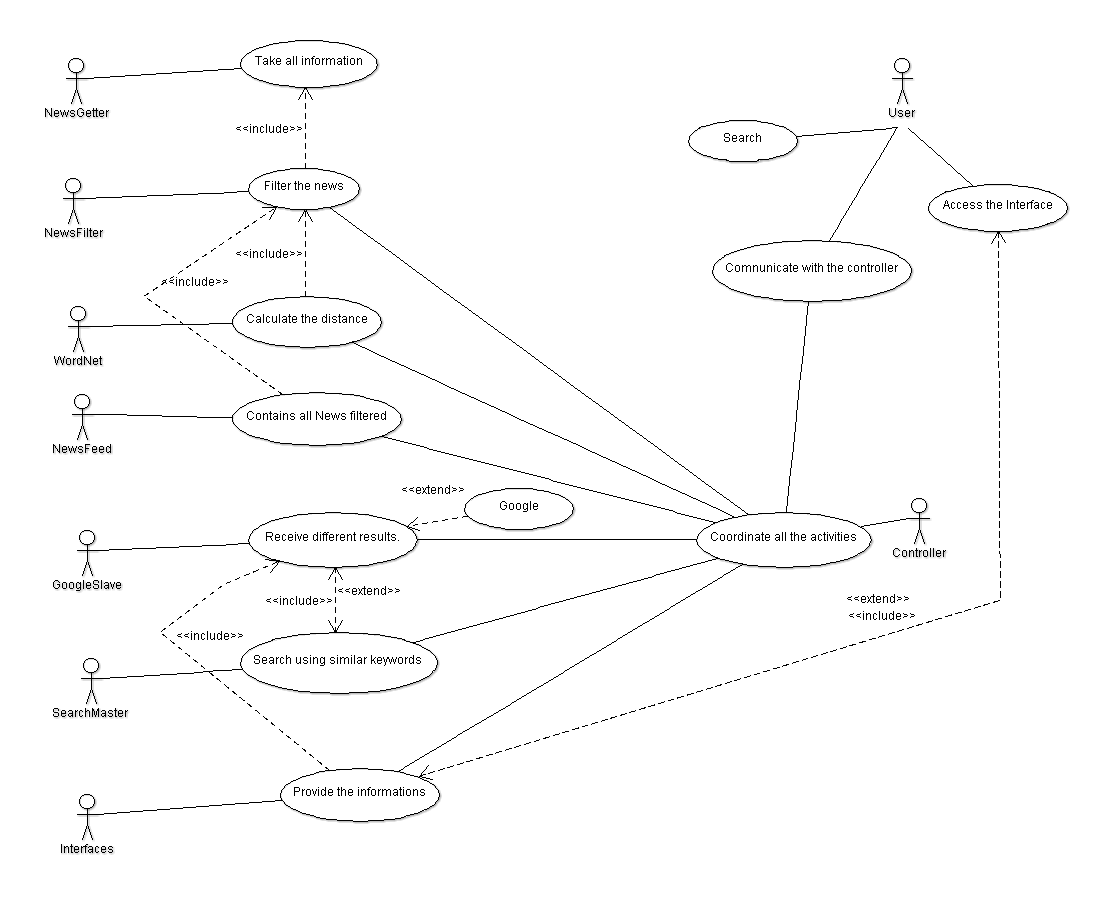 Take all information
NewsGetter
User
<<include>>
Search
Filter the news
NewsFilter
Access the Interface
<<include>>
Communicate with the controller
<<include>>
Calculate the distance
WordNet
Contains all News filtered
NewsFeed
<<extend>>
Google
Receive different results.
Coordinate all the activities
Controller
GoogleSlave
<<extend>>
<<include>>
<<extend>>
<<include>>
<<include>>
Search using similar keywords
SearchMaster
Provide the informations
Interfaces